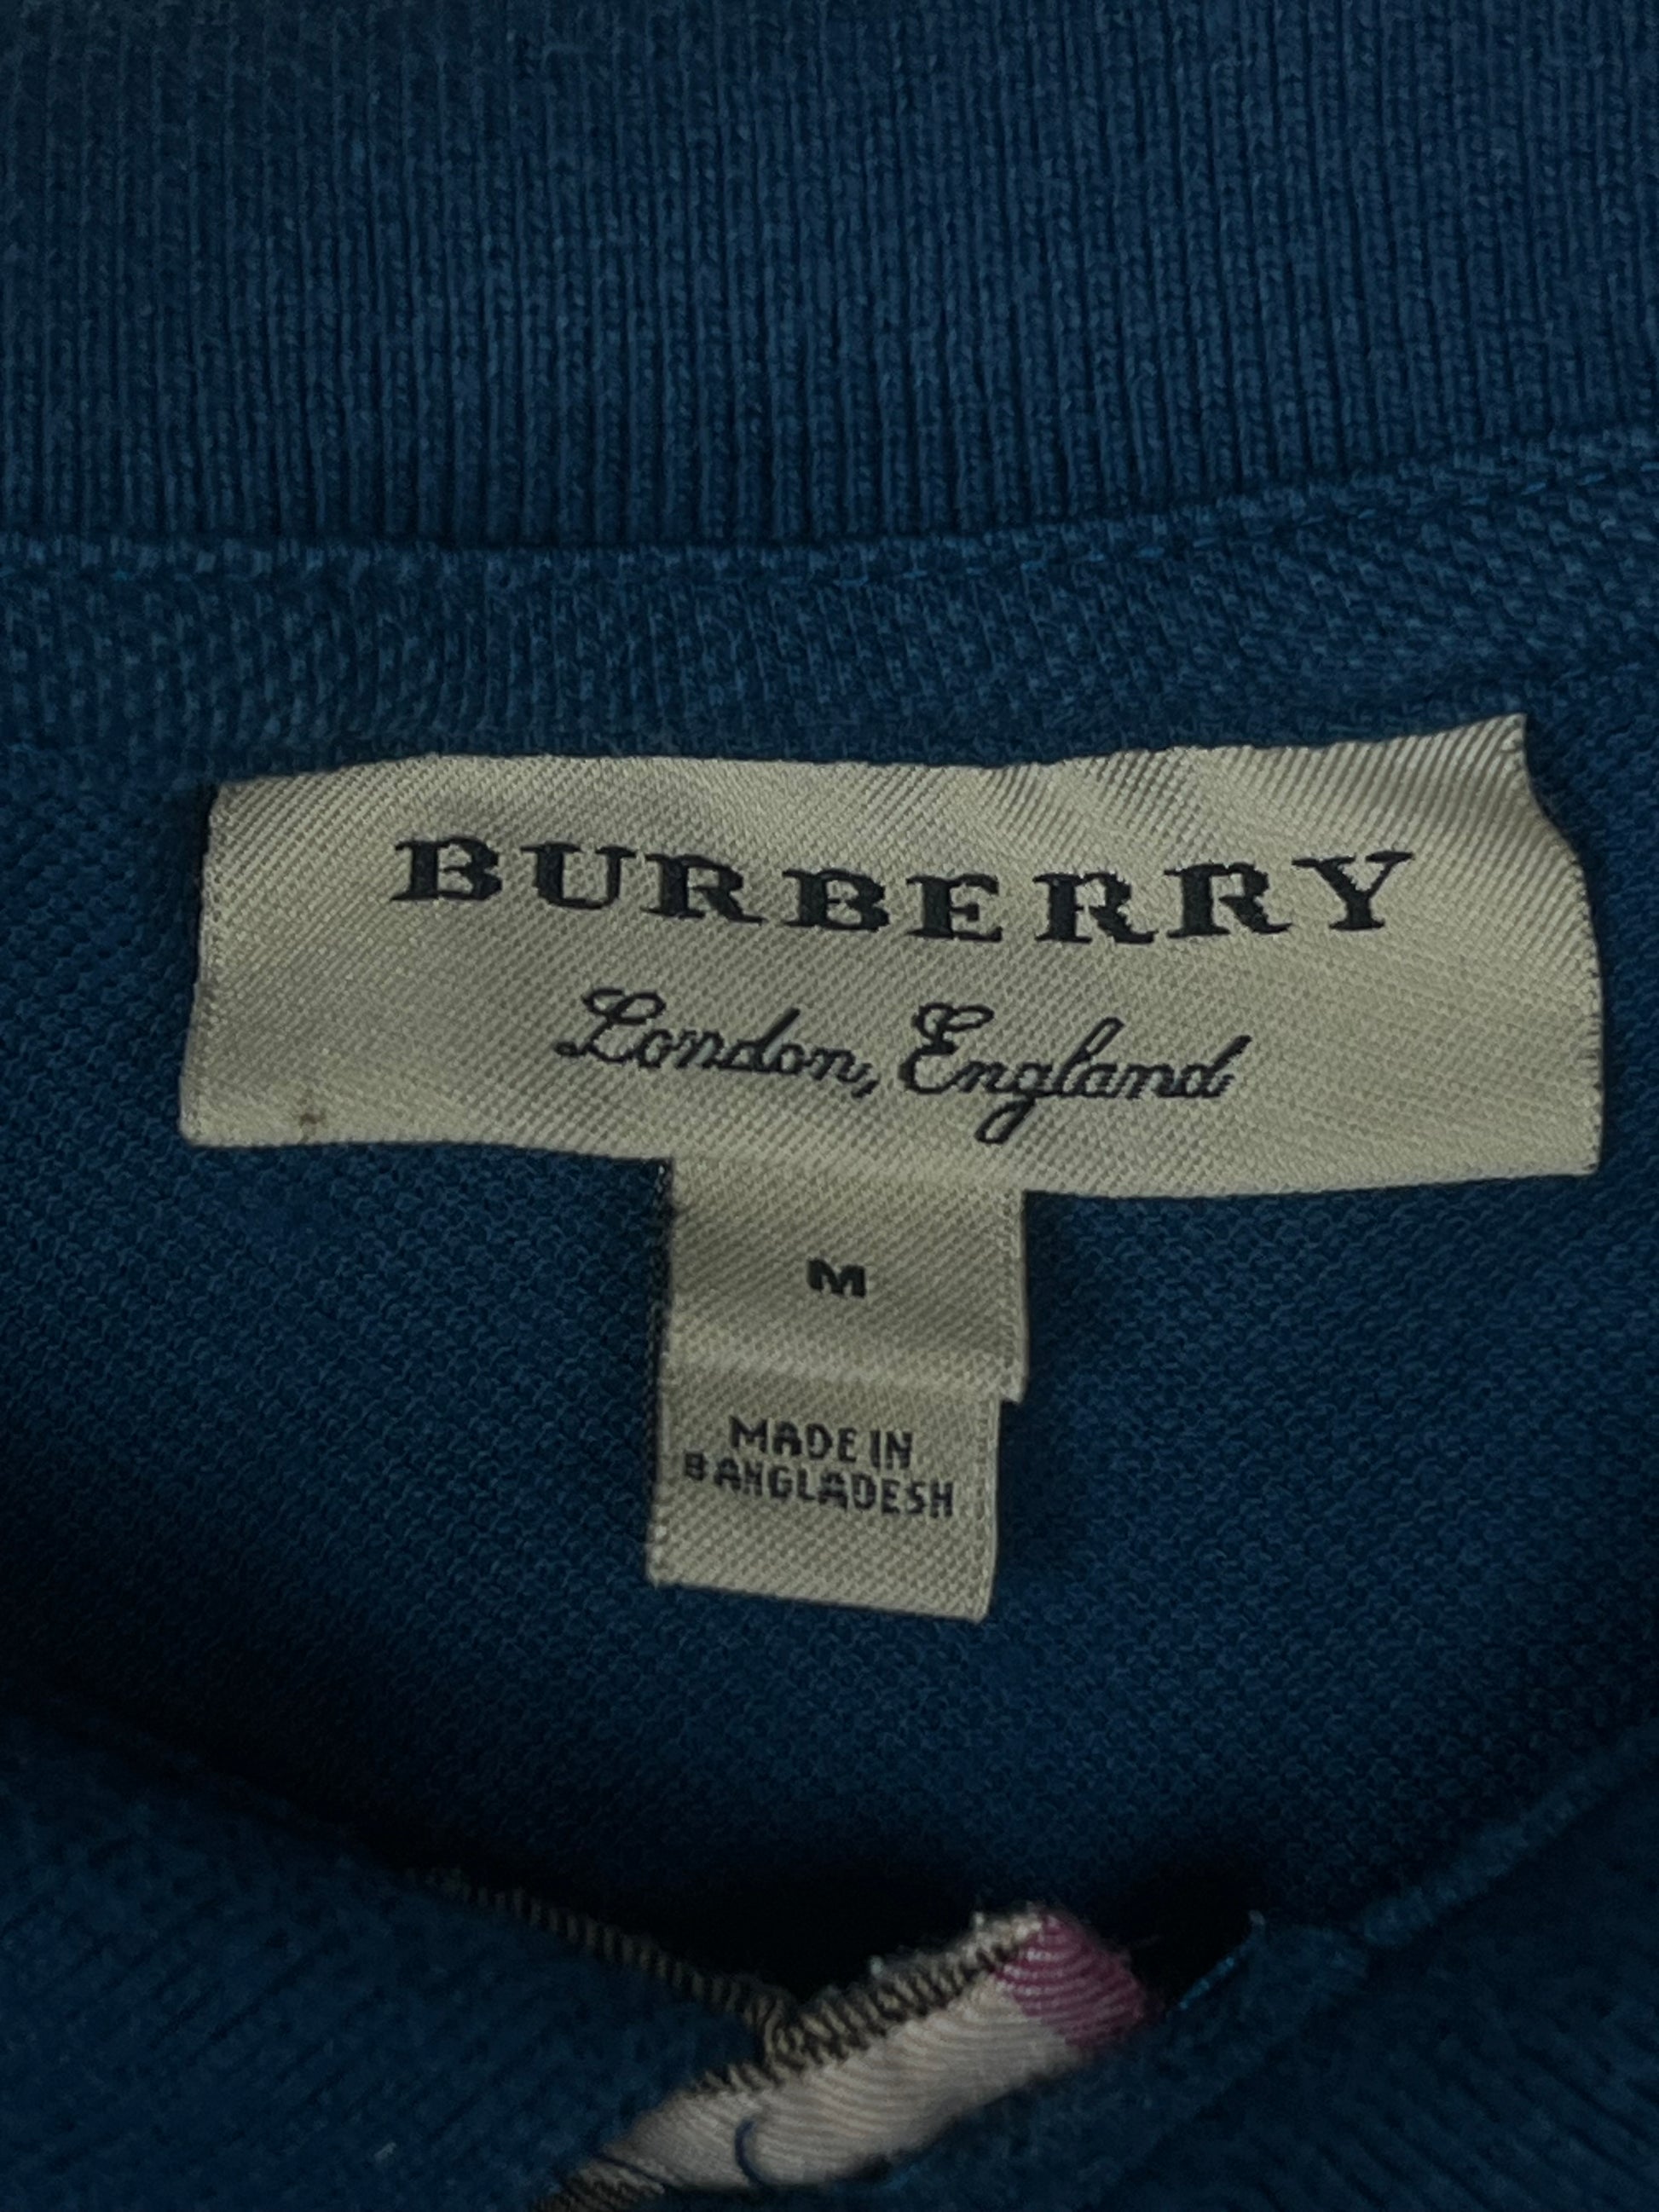 BURBERRY
London, England
M
MADE IN
BANGLADESH